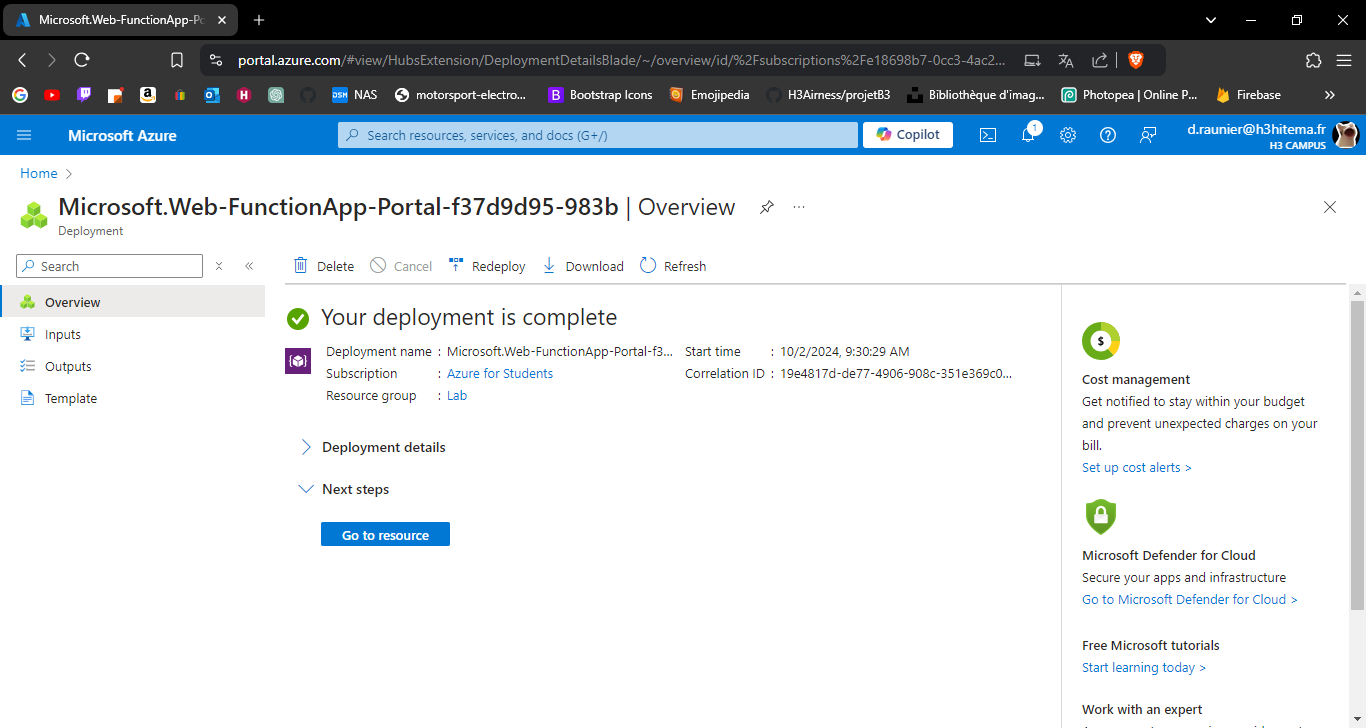 Microsoft.Web-FunctionApp-Po
portal.azure.com/#view/HubsExtension/DeploymentDetailsBlade/~/overview/id/%2Fsubscriptions%2Fe18698b7-0cc3-4ac2...
DSM NAS motorsport-electro... B Bootstrap Icons Emojipedia H3Airness/projetB3 Bibliothèque d'imag... Photopea | Online P... Firebase
Microsoft Azure
Search resources, services, and docs (G+/)
Copilot
1
d.raunier@h3hitema.fr
H3 CAMPUS
Home
Microsoft.Web-FunctionApp-Portal-f37d9d95-983b | Overview
Deployment
Search
Delete Cancel Redeploy Download Refresh
Overview
Inputs
Outputs
Template
Your deployment is complete
Deployment name : Microsoft.Web-FunctionApp-Portal-f3...
Subscription : Azure for Students
Resource group : Lab
Start time : 10/2/2024, 9:30:29 AM
Correlation ID : 19e4817d-de77-4906-908c-351e369c0...
Deployment details
Next steps
Go to resource
$
Cost management
Get notified to stay within your budget
and prevent unexpected charges on your
bill.
Set up cost alerts >
Microsoft Defender for Cloud
Secure your apps and infrastructure
Go to Microsoft Defender for Cloud >
Free Microsoft tutorials
Start learning today >
Work with an expert